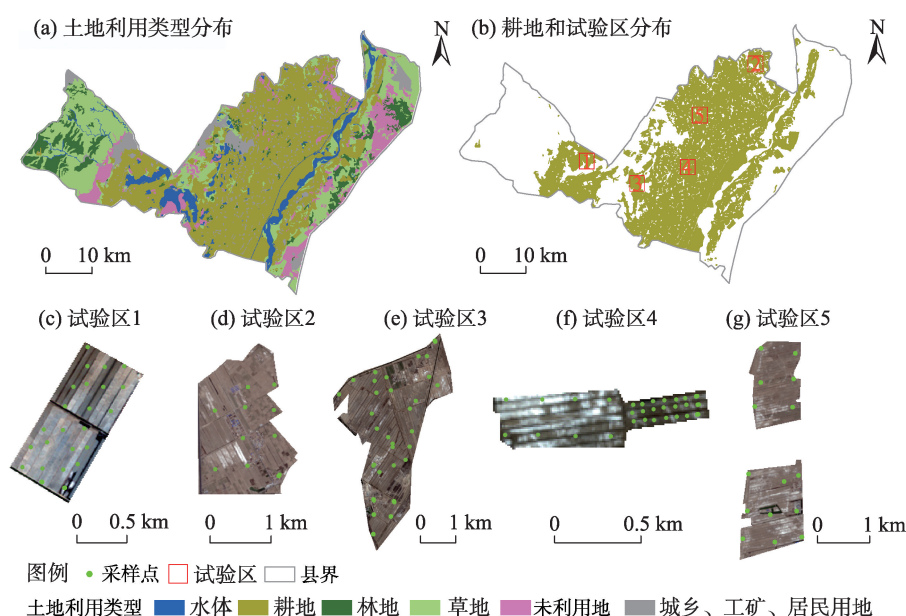 (a) 土地利用类型分布
N
(b) 耕地和试验区分布
N
2
5
1
4
3
0 10 km
0 10 km
(c) 试验区1
(d) 试验区2
(e) 试验区3
(f) 试验区4
(g) 试验区5
0 0.5 km
0 1 km
0 1 km
0 0.5 km
0 1 km
图例 采样点 试验区 县界
土地利用类型 水体 耕地 林地 草地 未利用地 城乡、工矿、居民用地